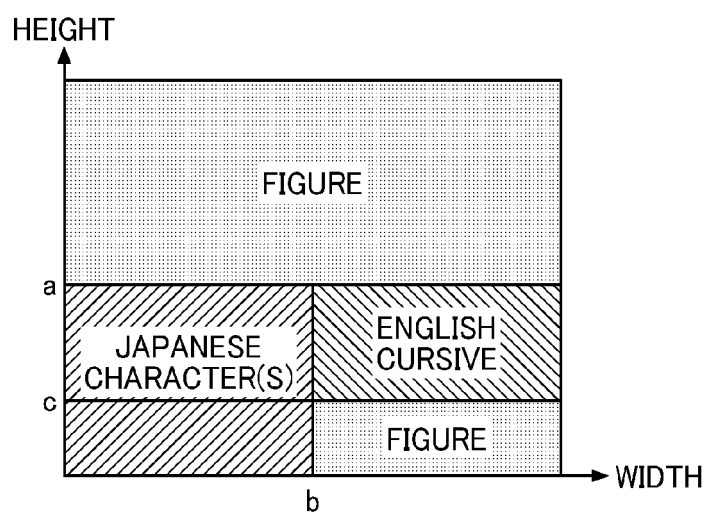 HEIGHT
FIGURE
a
JAPANESE
CHARACTER(S)
ENGLISH
CURSIVE
c
FIGURE
WIDTH
b